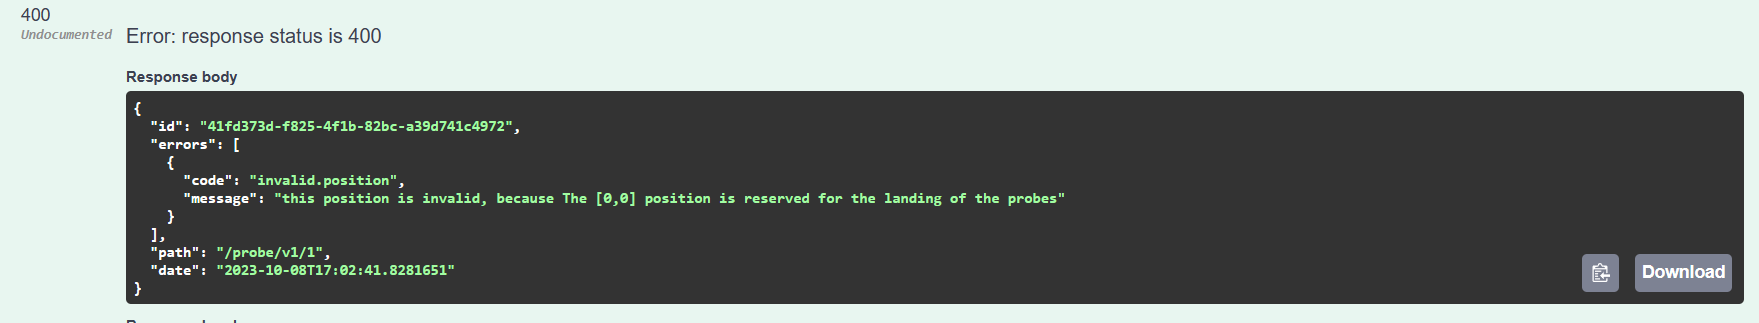 400
Undocumented
Error: response status is 400
Response body
{
"id": "41fd373d-f825-4f1b-82bc-a39d741c4972",
"errors": [
{
"code": "invalid.position",
"message": "this position is invalid, because The [0,0] position is reserved for the landing of the probes"
}
],
"path": "/probe/v1/1",
"date": "2023-10-08T17:02:41.8281651"
}
Download